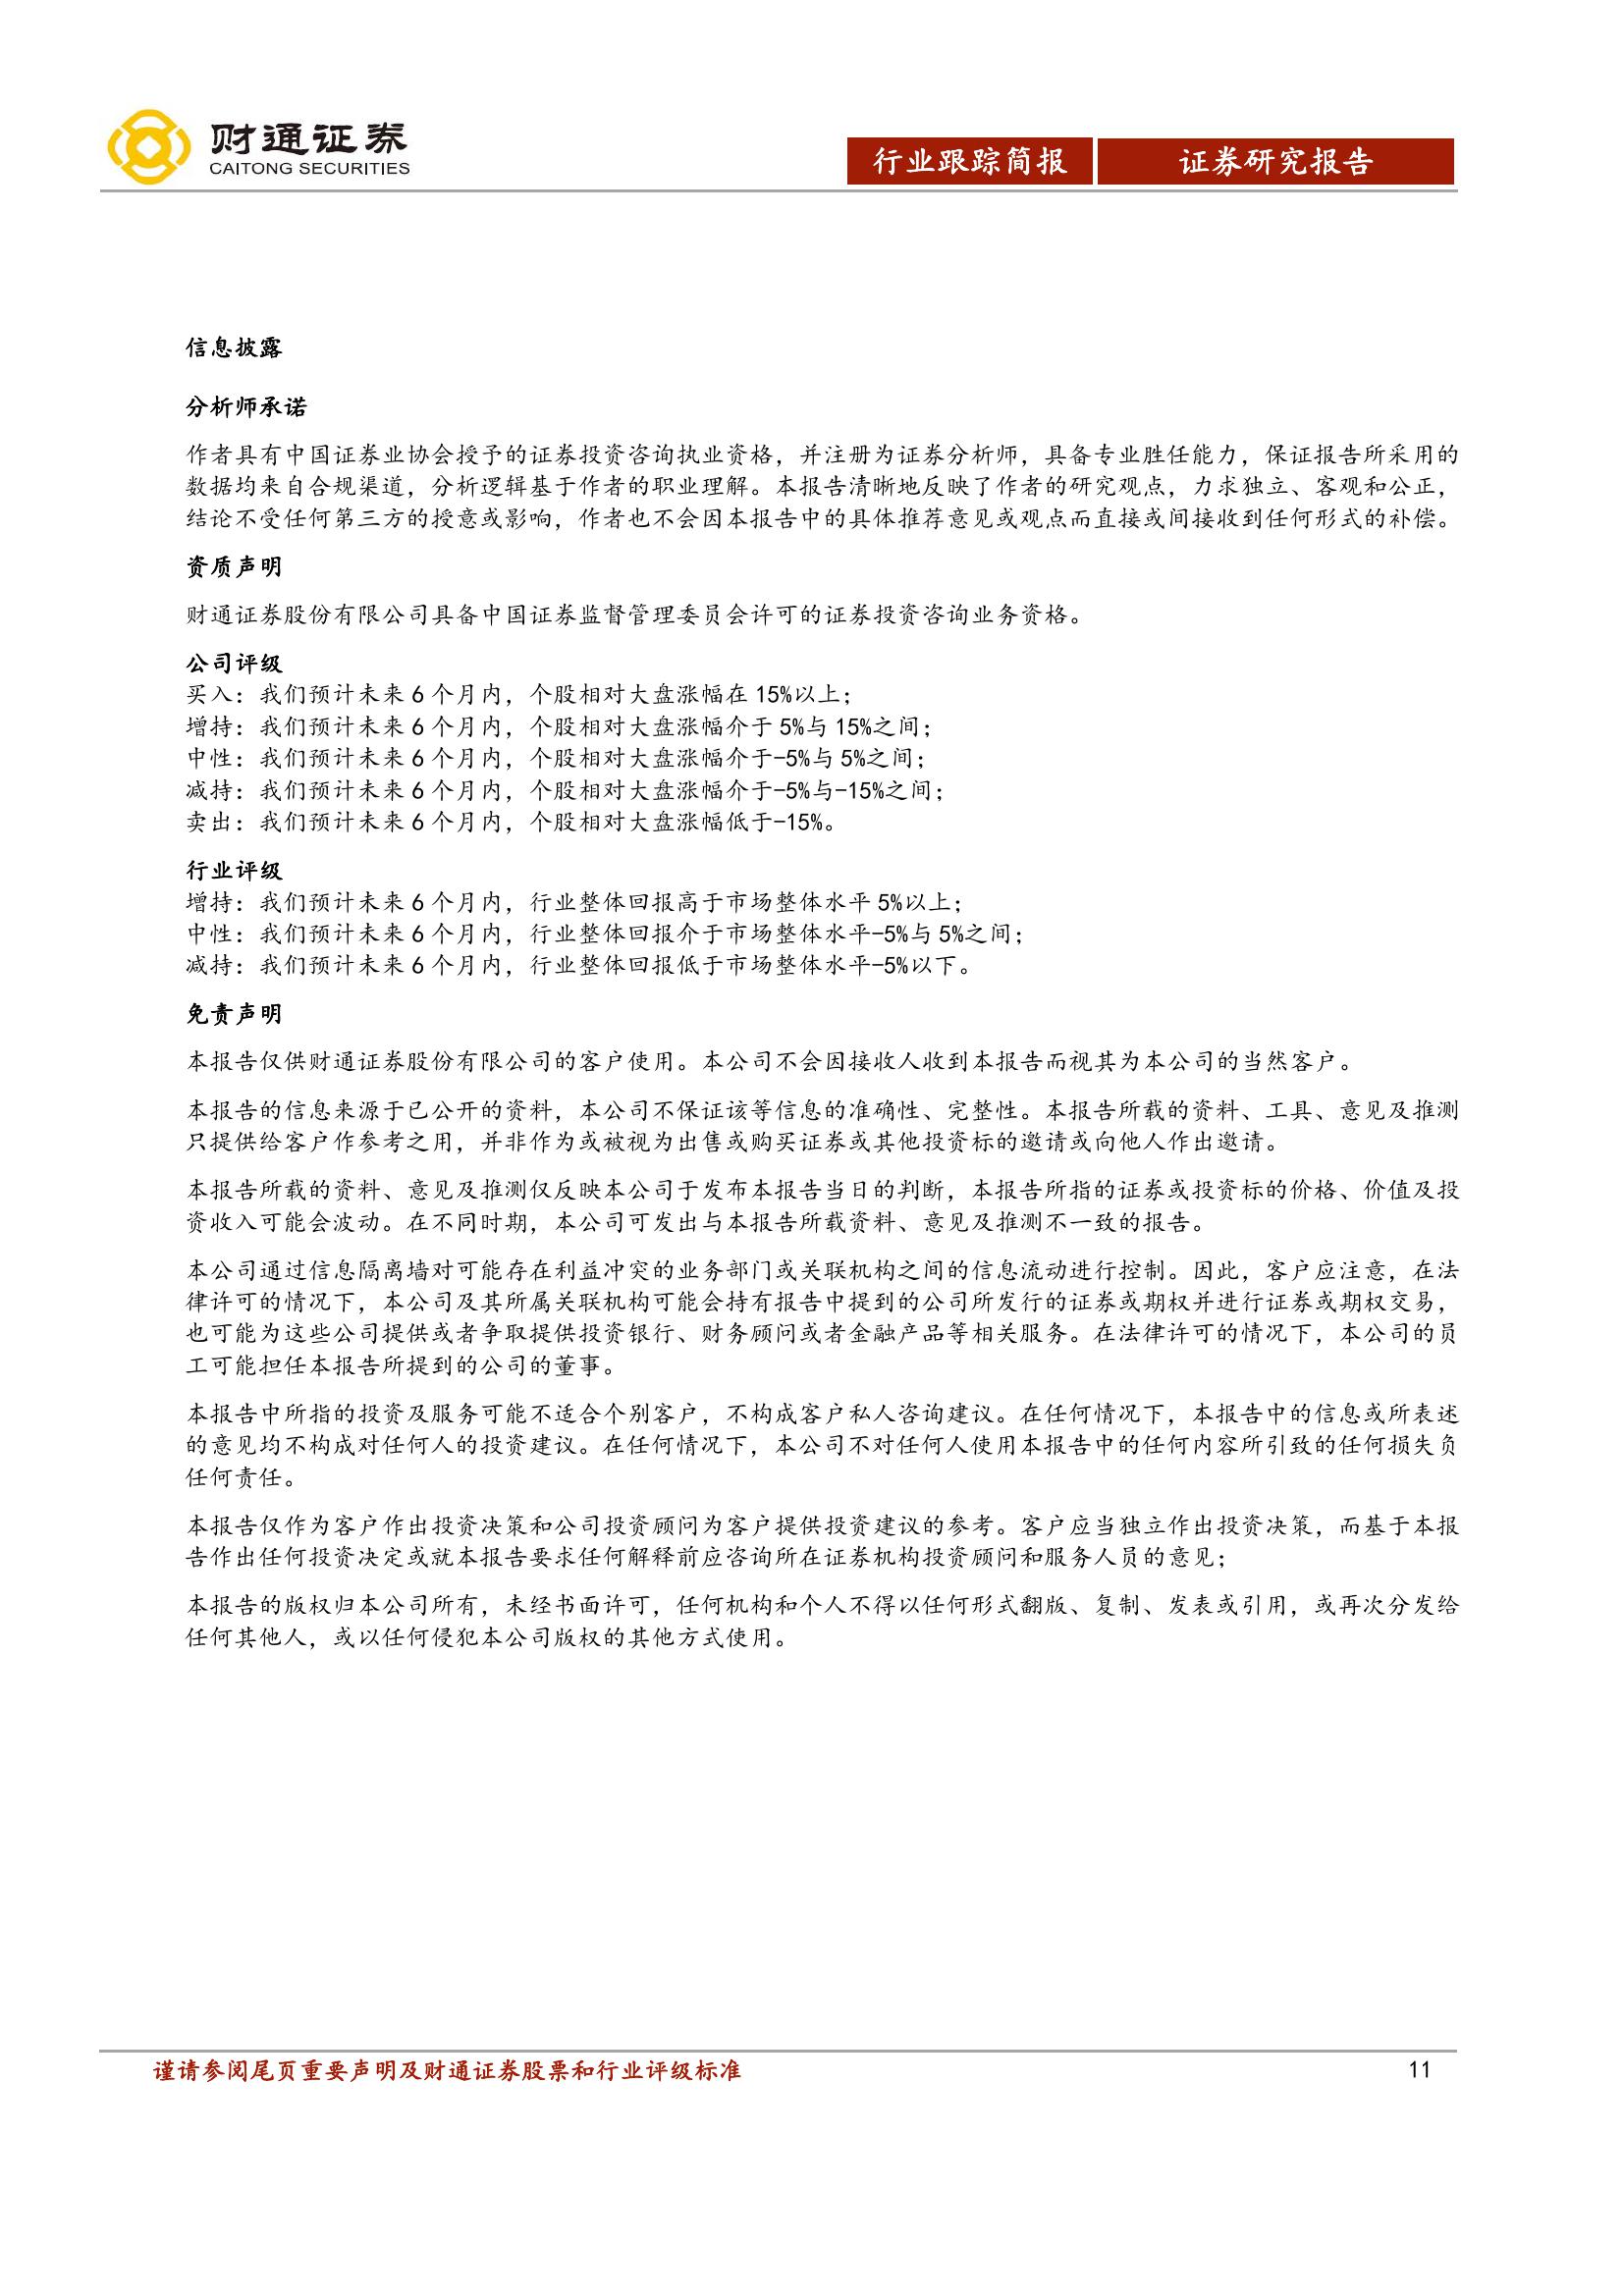 财通证券
CAITONG SECURITIES
行业跟踪简报
证券研究报告
信息披露
分析师承诺
作者具有中国证券业协会授予的证券投资咨询执业资格，并注册为证券分析师，具备专业胜任能力，保证报告所采用的
数据均来自合规渠道，分析逻辑基于作者的职业理解。本报告清晰地反映了作者的研究观点，力求独立、客观和公正，
结论不受任何第三方的授意或影响，作者也不会因本报告中的具体推荐意见或观点而直接或间接收到任何形式的补偿。
资质声明
财通证券股份有限公司具备中国证券监督管理委员会许可的证券投资咨询业务资格。
公司评级
买入：我们预计未来 6 个月内，个股相对大盘涨幅在 15%以上；
增持：我们预计未来 6 个月内，个股相对大盘涨幅介于 5%与 15%之间；
中性：我们预计未来 6 个月内，个股相对大盘涨幅介于-5%与 5%之间；
减持：我们预计未来 6 个月内，个股相对大盘涨幅介于-5%与-15%之间；
卖出：我们预计未来 6 个月内，个股相对大盘涨幅低于-15%。
行业评级
增持：我们预计未来 6 个月内，行业整体回报高于市场整体水平 5%以上；
中性：我们预计未来 6 个月内，行业整体回报介于市场整体水平-5%与 5%之间；
减持：我们预计未来 6 个月内，行业整体回报低于市场整体水平-5%以下。
免责声明
本报告仅供财通证券股份有限公司的客户使用。本公司不会因接收人收到本报告而视其为本公司的当然客户。
本报告的信息来源于已公开的资料，本公司不保证该等信息的准确性、完整性。本报告所载的资料、工具、意见及推测
只提供给客户作参考之用，并非作为或被视为出售或购买证券或其他投资标的邀请或向他人作出邀请。
本报告所载的资料、意见及推测仅反映本公司于发布本报告当日的判断，本报告所指的证券或投资标的价格、价值及投
资收入可能会波动。在不同时期，本公司可发出与本报告所载资料、意见及推测不一致的报告。
本公司通过信息隔离墙对可能存在利益冲突的业务部门或关联机构之间的信息流动进行控制。因此，客户应注意，在法
律许可的情况下，本公司及其所属关联机构可能会持有报告中提到的公司所发行的证券或期权并进行证券或期权交易，
也可能为这些公司提供或者争取提供投资银行、财务顾问或者金融产品等相关服务。在法律许可的情况下，本公司的员
工可能担任本报告所提到的公司的董事。
本报告中所指的投资及服务可能不适合个别客户，不构成客户私人咨询建议。在任何情况下，本报告中的信息或所表述
的意见均不构成对任何人的投资建议。在任何情况下，本公司不对任何人使用本报告中的任何内容所引致的任何损失负
任何责任。
本报告仅作为客户作出投资决策和公司投资顾问为客户提供投资建议的参考。客户应当独立作出投资决策，而基于本报
告作出任何投资决定或就本报告要求任何解释前应咨询所在证券机构投资顾问和服务人员的意见；
本报告的版权归本公司所有，未经书面许可，任何机构和个人不得以任何形式翻版、复制、发表或引用，或再次分发给
任何其他人，或以任何侵犯本公司版权的其他方式使用。
谨请参阅尾页重要声明及财通证券股票和行业评级标准
11